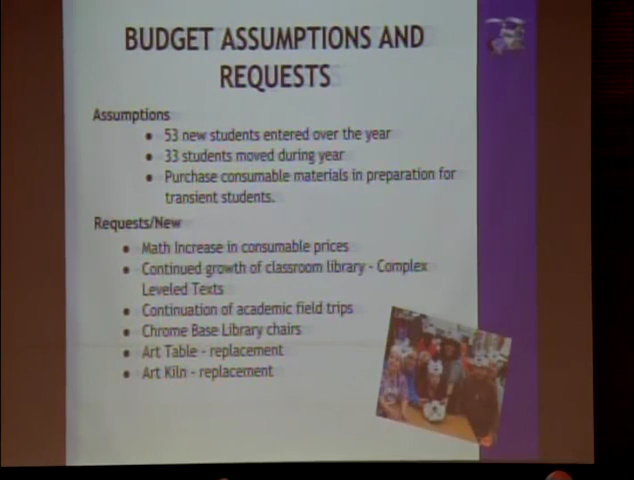 BUDGET ASSUMPTIONS AND
REQUESTS
Assumptions
● 53 new students entered over the year
● 33 students moved during year
● Purchase consumable materials in preparation for
transient students.
Requests/New
● Math Increase in consumable prices
● Continued growth of classroom library - Complex
Leveled Texts
● Continuation of academic field trips
● Chrome Base Library chairs
● Art Table - replacement
● Art Kiln - replacement